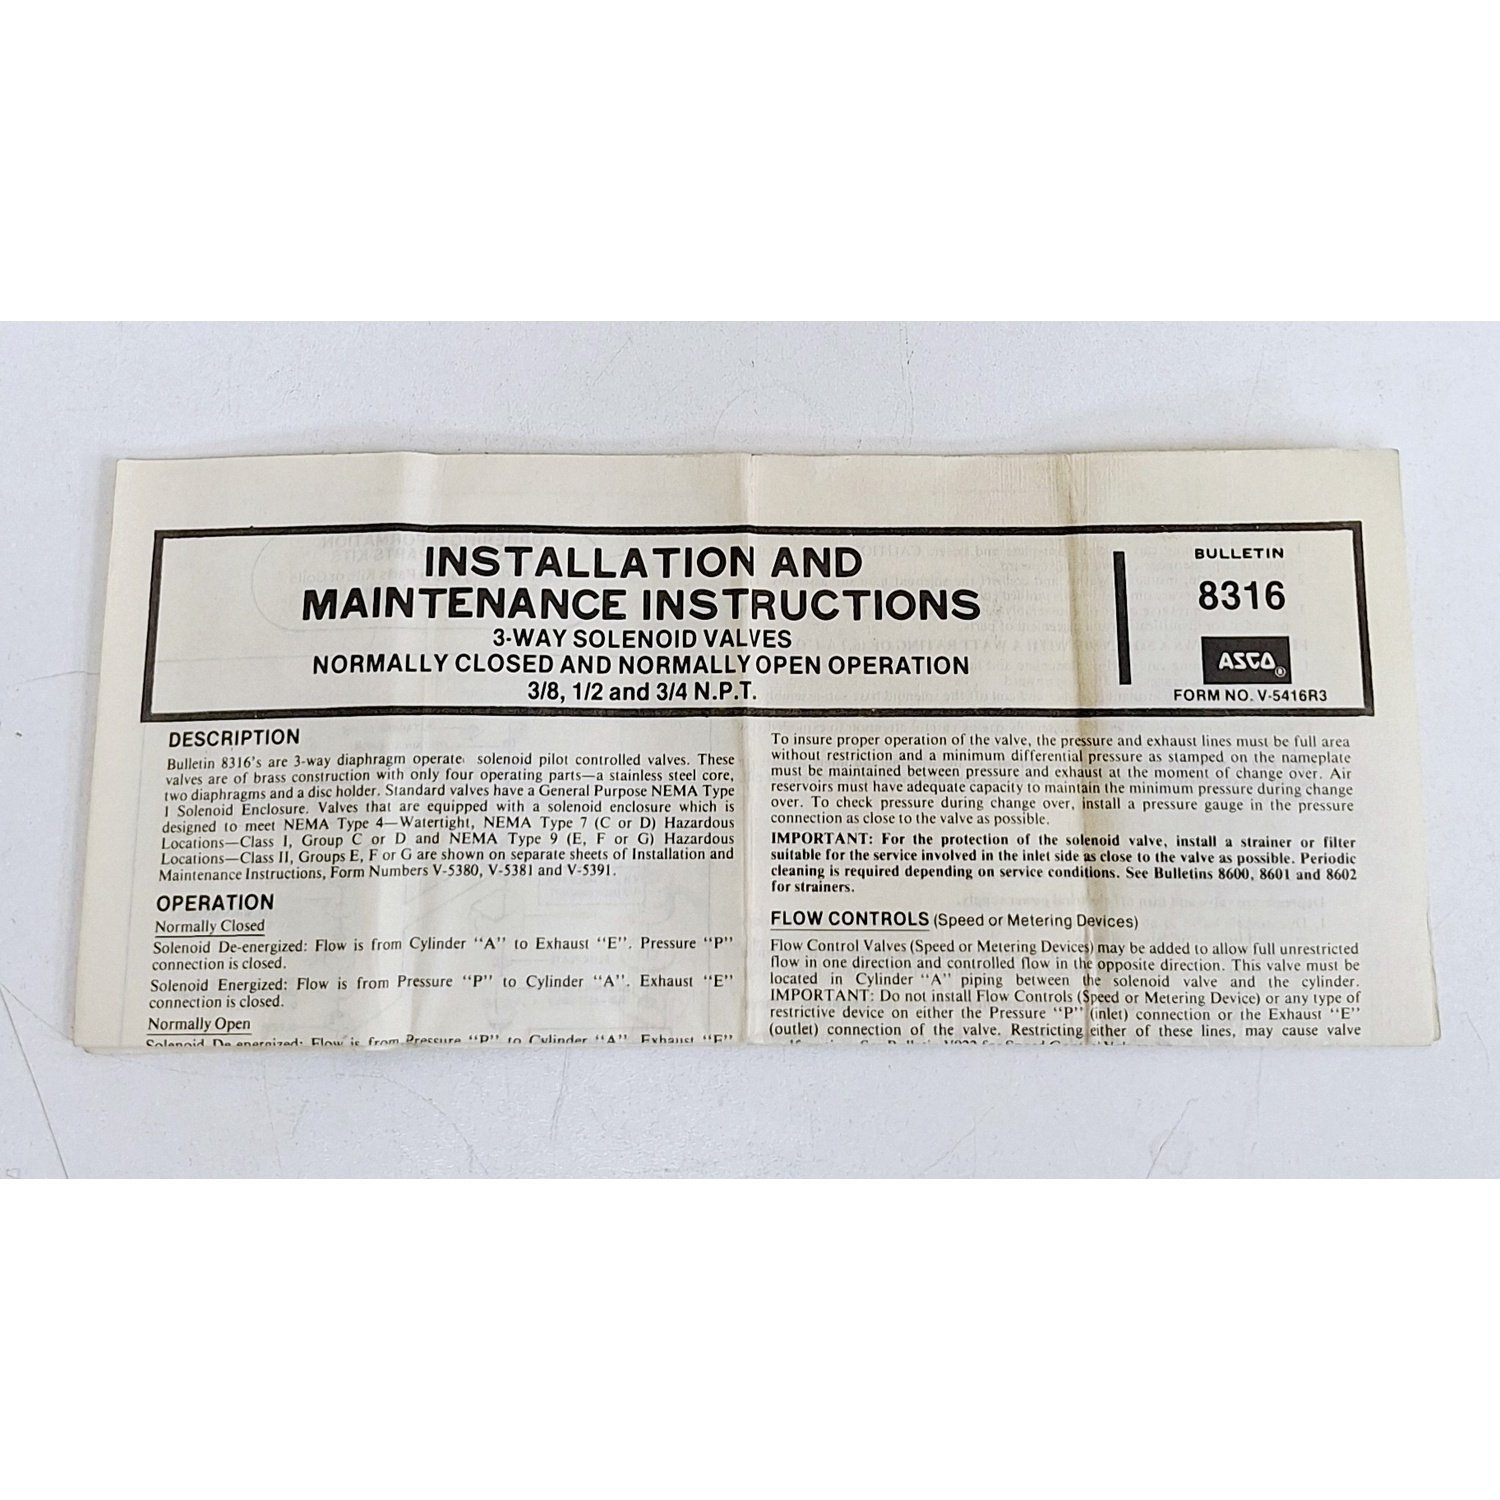 INSTALLATION AND
MAINTENANCE INSTRUCTIONS
3-WAY SOLENOID VALVES
NORMALLY CLOSED AND NORMALLY OPEN OPERATION
3/8, 1/2 and 3/4 N.P.T.
BULLETIN
8316
ASCO®
FORM NO. V-5416R3
DESCRIPTION
Bulletin 8316's are 3-way diaphragm operate solenoid pilot controlled valves. These
valves are of brass construction with only four operating parts—a stainless steel core,
two diaphragms and a disc holder. Standard valves have a General Purpose NEMA Type
1 Solenoid Enclosure. Valves that are equipped with a solenoid enclosure which is
designed to meet NEMA Type 4—Watertight, NEMA Type 7 (C or D) Hazardous
Locations—Class I, Group C or D and NEMA Type 9 (E, F or G) Hazardous
Locations—Class II, Groups E, F or G are shown on separate sheets of Installation and
Maintenance Instructions, Form Numbers V-5380, V-5381 and V-5391.
OPERATION
Normally Closed
Solenoid De-energized: Flow is from Cylinder "A" to Exhaust "E". Pressure "P"
connection is closed.
Solenoid Energized: Flow is from Pressure "P" to Cylinder "A". Exhaust "E"
connection is closed.
Normally Open
Solenoid De-energized: Flow is from Pressure "P" to Cylinder "A". Exhaust "E"
To insure proper operation of the valve, the pressure and exhaust lines must be full area
without restriction and a minimum differential pressure as stamped on the nameplate
must be maintained between pressure and exhaust at the moment of change over. Air
reservoirs must have adequate capacity to maintain the minimum pressure during change
over. To check pressure during change over, install a pressure gauge in the pressure
connection as close to the valve as possible.
IMPORTANT: For the protection of the solenoid valve, install a strainer or filter
suitable for the service involved in the inlet side as close to the valve as possible. Periodic
cleaning is required depending on service conditions. See Bulletins 8600, 8601 and 8602
for strainers.
FLOW CONTROLS (Speed or Metering Devices)
Flow Control Valves (Speed or Metering Devices) may be added to allow full unrestricted
flow in one direction and controlled flow in the opposite direction. This valve must be
located in Cylinder "A" piping between the solenoid valve and the cylinder.
IMPORTANT: Do not install Flow Controls (Speed or Metering Device) or any type of
restrictive device on either the Pressure "P" (inlet) connection or the Exhaust "E"
(outlet) connection of the valve. Restricting either of these lines, may cause valve